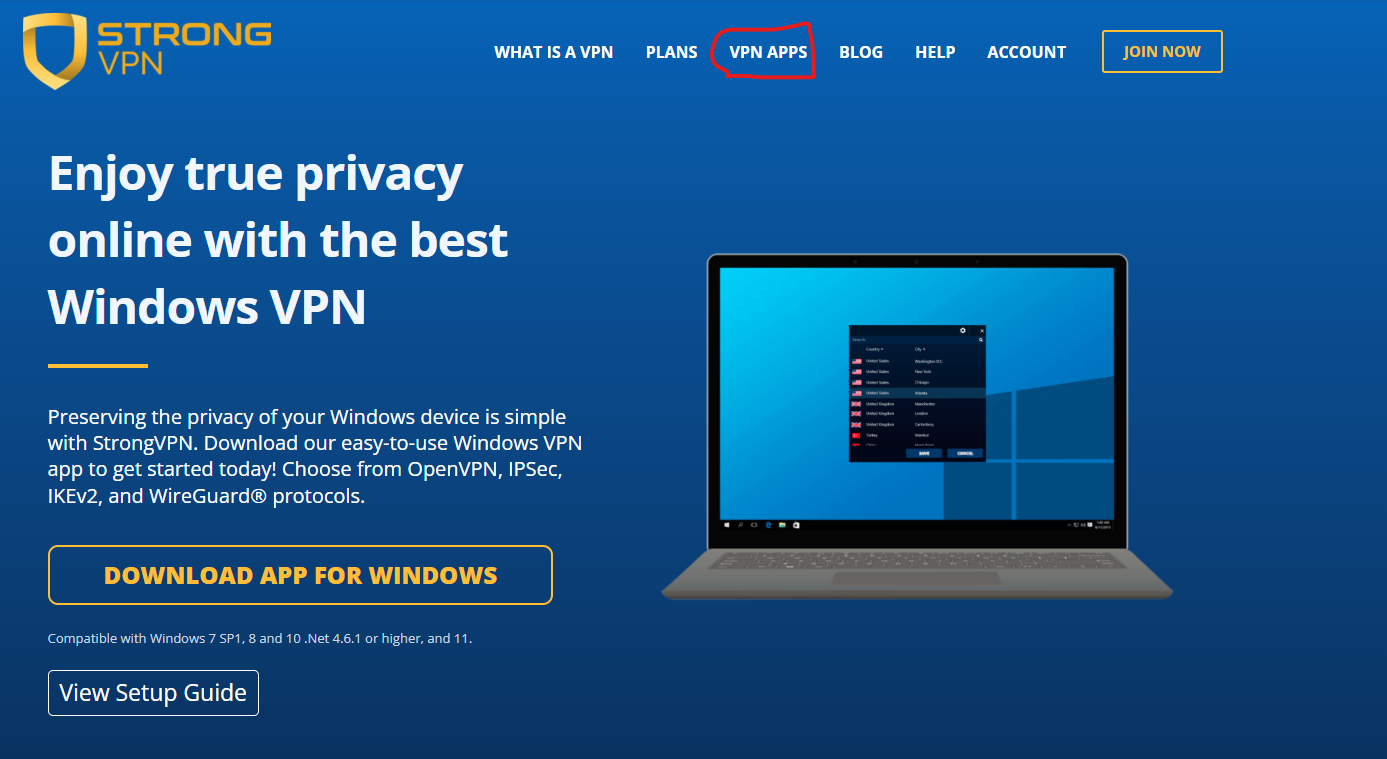 STRONG
VPN
WHAT IS A VPN PLANS VPN APPS BLOG HELP ACCOUNT JOIN NOW
Enjoy true privacy
online with the best
Windows VPN
Preserving the privacy of your Windows device is simple
with StrongVPN. Download our easy-to-use Windows VPN
app to get started today! Choose from OpenVPN, IPSec,
IKEv2, and WireGuard® protocols.
DOWNLOAD APP FOR WINDOWS
Compatible with Windows 7 SP1, 8 and 10 .Net 4.6.1 or higher, and 11.
View Setup Guide
Search
Country City
United States Washington D.C.
United States New York
United States Chicago
United States Atlanta
United Kingdom Manchester
United Kingdom London
United Kingdom Canterbury
Turkey Istanbul
SAVE CANCEL